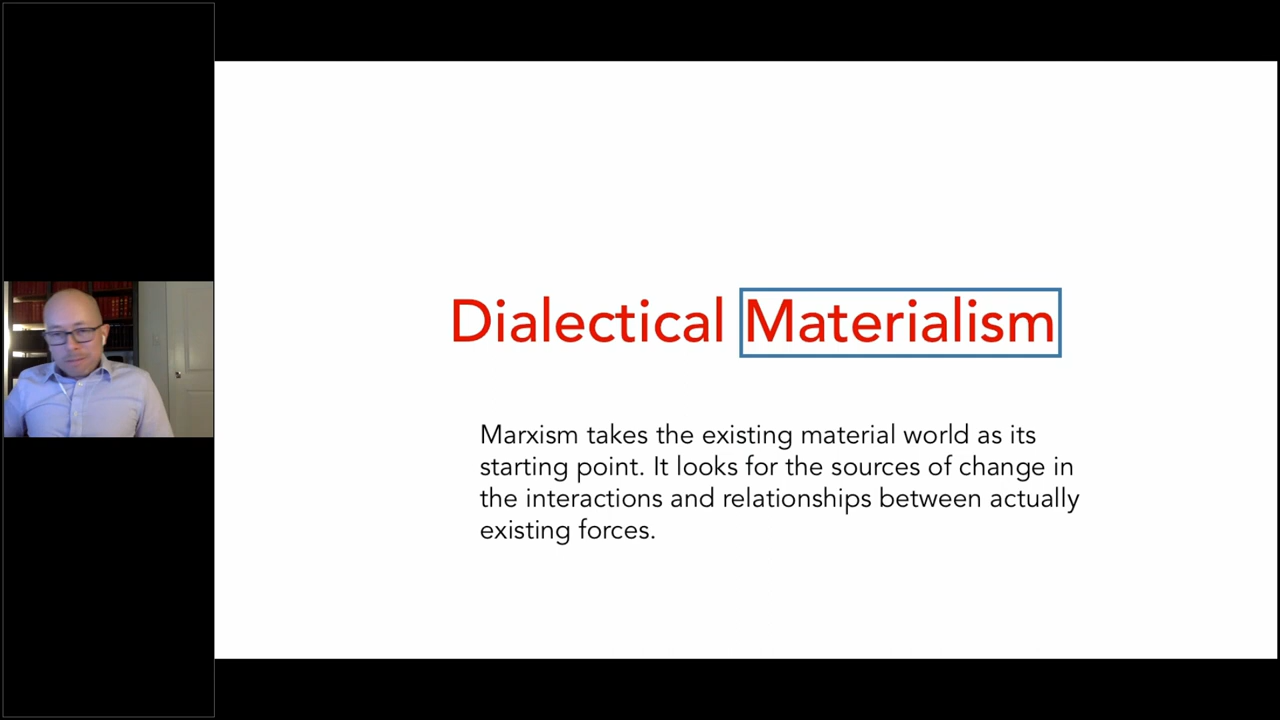 Dialectical Materialism
Marxism takes the existing material world as its
starting point. It looks for the sources of change in
the interactions and relationships between actually
existing forces.